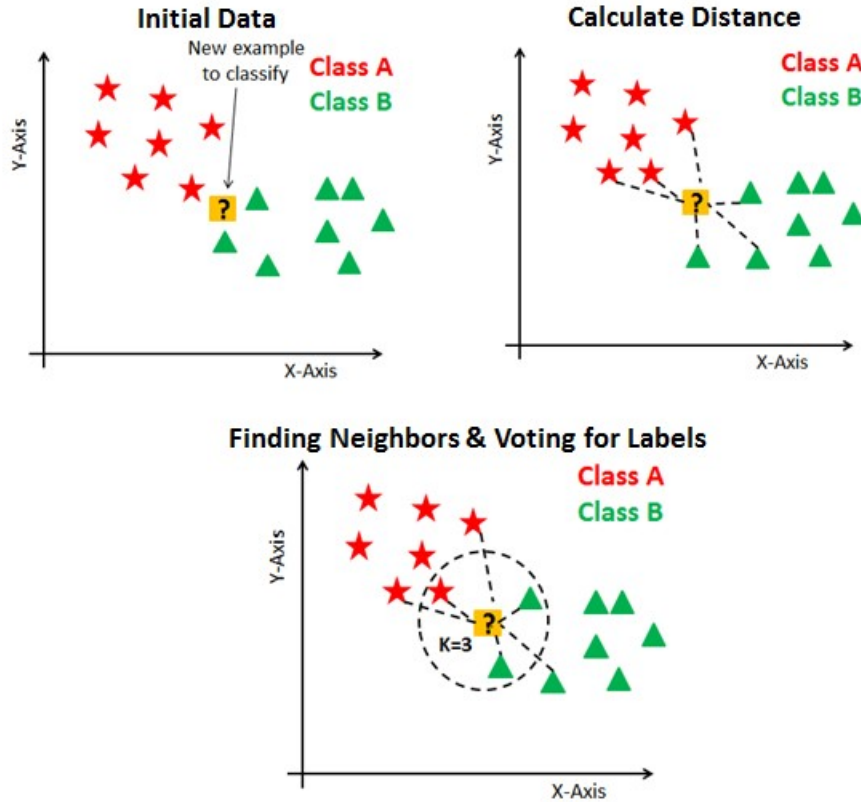 Initial Data
New example
to classify
Class A
Class B
Y-Axis
?
X-Axis
Calculate Distance
Class A
Class B
Y-Axis
?
X-Axis
Finding Neighbors & Voting for Labels
Class A
Class B
Y-Axis
?
K=3
X-Axis